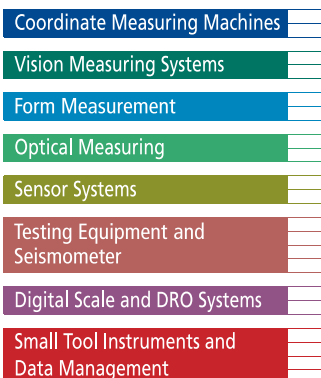 Coordinate Measuring Machines
Vision Measuring Systems
Form Measurement
Optical Measuring
Sensor Systems
Testing Equipment and
Seismometer
Digital Scale and DRO Systems
Small Tool Instruments and
Data Management